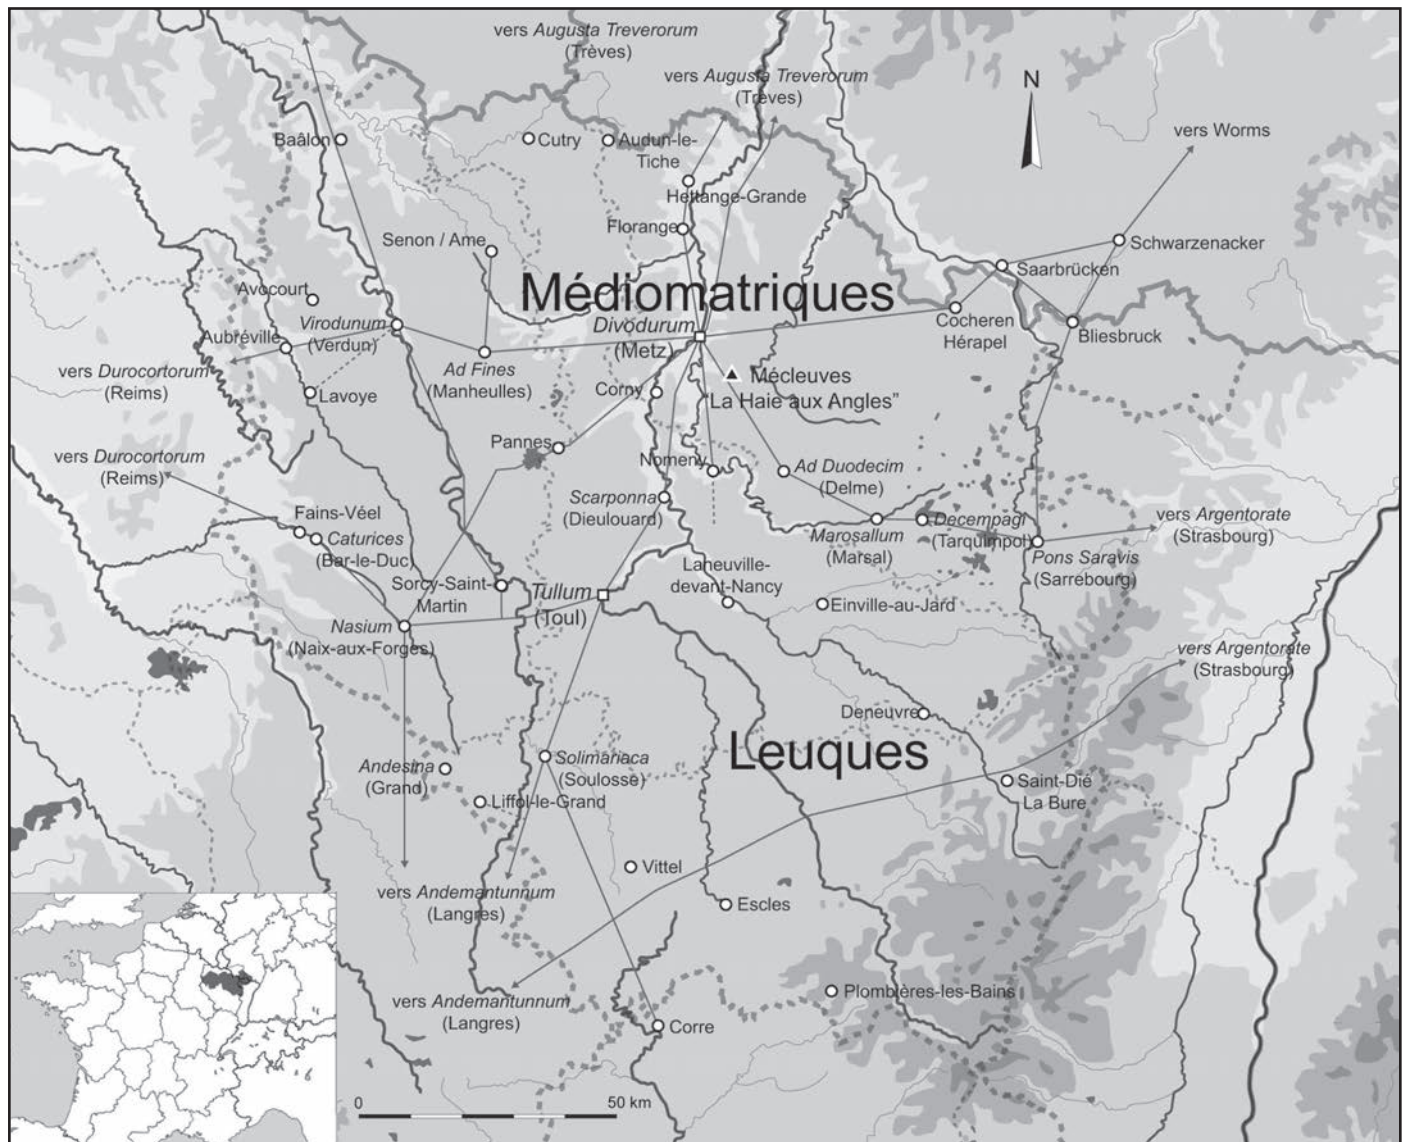 vers Augusta Treverorum
(Trèves)
vers Augusta Treverorum
(Trèves)
N
vers Worms
Baâlon
Cutry
Audun-le-
Tiche
Hettange-Grande
Florange
Senon / Ame
Schwarzenacker
Saarbrücken
Médiomatriques
Avocourt
Virodunum
(Verdun)
Aubréville
Divodurum
(Metz)
Cocheren
Hérapel
Bliesbruck
vers Durocortorum
(Reims)
Ad Fines
(Manheulles)
Mécleuves
“La Haie aux Angles”
Lavoye
Corny
Pannes
vers Durocortorum
(Reims)
Nomeny
Ad Duodecim
(Delme)
Scarponna
(Dieulouard)
Fains-Véel
Caturices
(Bar-le-Duc)
Marosallum
(Marsal)
Decempagi
(Tarquimpol)
vers Argentorate
(Strasbourg)
Pons Saravis
(Sarrebourg)
Laneuville-
devant-Nancy
Sorcy-Saint-
Martin
Tullum
(Toul)
Einville-au-Jard
Nasium
(Naix-aux-Forges)
vers Argentorate
(Strasbourg)
Deneuvre
Leuques
Andesina
(Grand)
Solimariaca
(Soulosse)
Liffol-le-Grand
Saint-Dié
La Bure
Vittel
vers Andemantunnum
(Langres)
Escles
vers Andemantunnum
(Langres)
Plombières-les-Bains
Corre
0 50 km